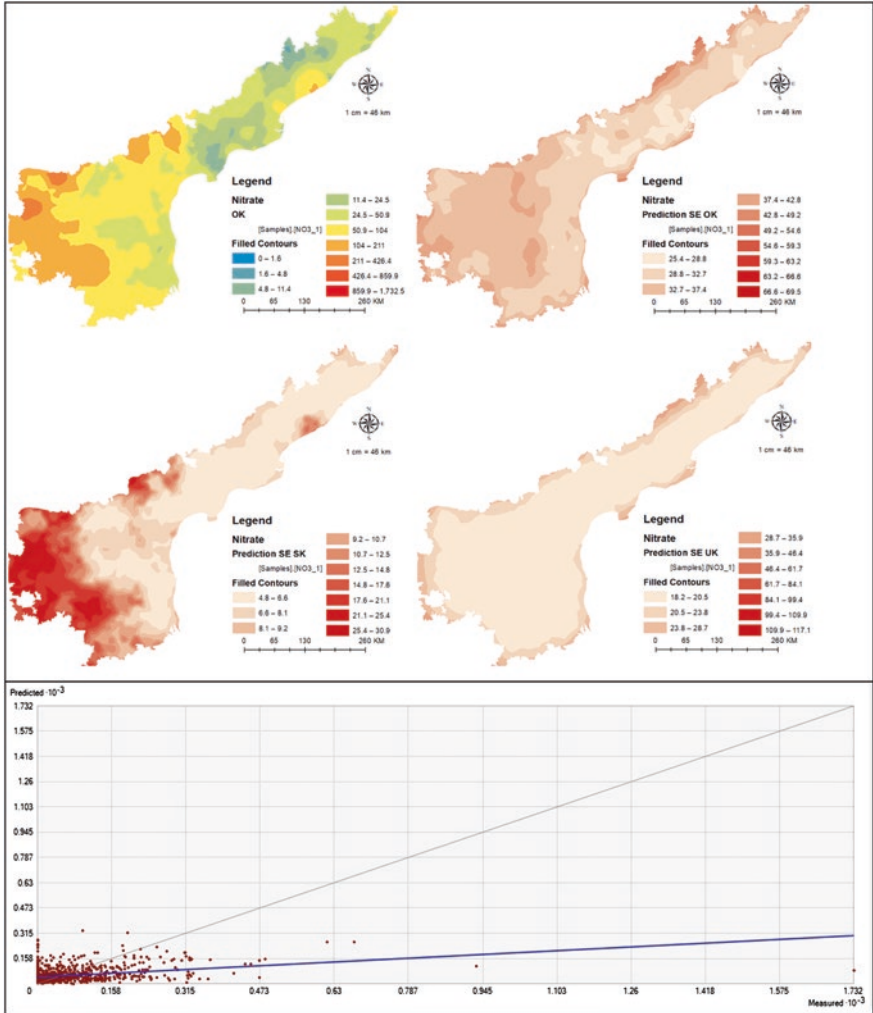 N
W
E
S
1 cm = 46 km
Legend
Nitrate
OK
[Samples].[NO3_1]
Filled Contours
0 – 1.6
1.6 – 4.8
4.8 – 11.4
11.4 – 24.5
24.5 – 50.9
50.9 – 104
104 – 211
211 – 426.4
426.4 – 859.9
859.9 – 1,732.5
0 65 130 260 KM
N
W
E
S
1 cm = 46 km
Legend
Nitrate
Prediction SE OK
[Samples].[NO3_1]
Filled Contours
25.4 – 28.8
28.8 – 32.7
32.7 – 37.4
37.4 – 42.8
42.8 – 49.2
49.2 – 54.6
54.6 – 59.3
59.3 – 63.2
63.2 – 66.6
66.6 – 69.5
0 65 130 260 KM
N
W
E
S
1 cm = 46 km
Legend
Nitrate
Prediction SE SK
[Samples].[NO3_1]
Filled Contours
4.8 – 6.6
6.6 – 8.1
8.1 – 9.2
9.2 – 10.7
10.7 – 12.5
12.5 – 14.8
14.8 – 17.6
17.6 – 21.1
21.1 – 25.4
25.4 – 30.9
0 65 130 260 KM
N
W
E
S
1 cm = 46 km
Legend
Nitrate
Prediction SE UK
[Samples].[NO3_1]
Filled Contours
18.2 – 20.5
20.5 – 23.8
23.8 – 28.7
28.7 – 35.9
35.9 – 46.4
46.4 – 61.7
61.7 – 84.1
84.1 – 99.4
99.4 – 109.9
109.9 – 117.1
0 65 130 260 KM
Predicted ·10⁻³
1.732
1.575
1.418
1.26
1.103
0.945
0.787
0.63
0.473
0.315
0.158
0 0.158 0.315 0.473 0.63 0.787 0.945 1.103 1.26 1.418 1.575 1.732
Measured ·10⁻³